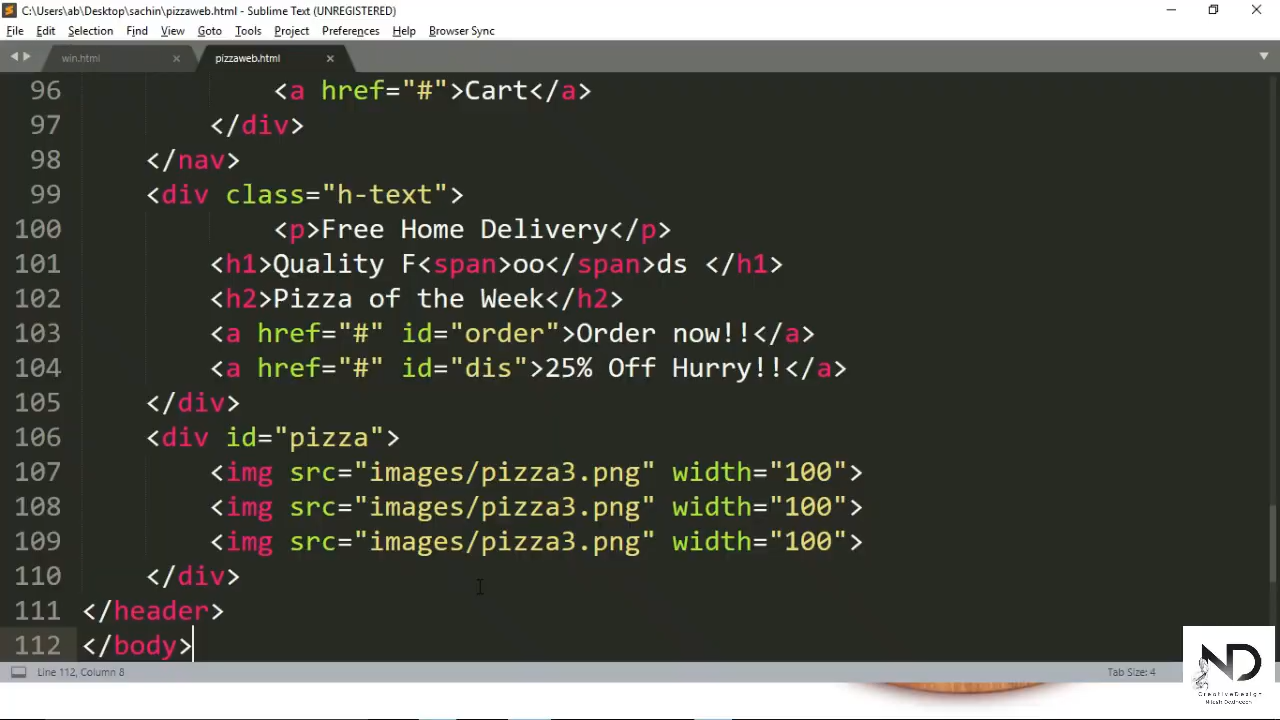 C:\Users\ab\Desktop\sachin\pizzaweb.html - Sublime Text (UNREGISTERED)
File Edit Selection Find View Goto Tools Project Preferences Help Browser Sync
win.html × pizzaweb.html ×
96 <a href="#">Cart</a>
97 </div>
98 </nav>
99 <div class="h-text">
100 <p>Free Home Delivery</p>
101 <h1>Quality F<span>oo</span>ds </h1>
102 <h2>Pizza of the Week</h2>
103 <a href="#" id="order">Order now!!</a>
104 <a href="#" id="dis">25% Off Hurry!!</a>
105 </div>
106 <div id="pizza">
107 <img src="images/pizza3.png" width="100">
108 <img src="images/pizza3.png" width="100">
109 <img src="images/pizza3.png" width="100">
110 </div>
111 </header>
112 </body>
Line 112, Column 8 Tab Size: 4
ND
CreativeDesign